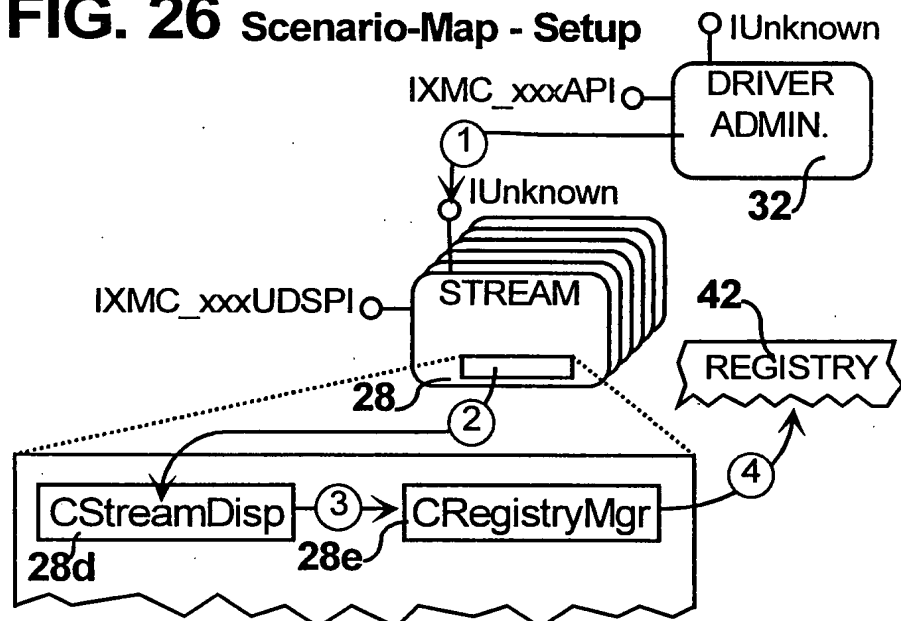 FIG. 26 Scenario-Map - Setup
IUnknown
IXMC_xxxAPI
DRIVER
ADMIN.
32
1
IUnknown
IXMC_xxxUDSPI
STREAM
28
42
REGISTRY
2
4
CStreamDisp
3
CRegistryMgr
28d
28e